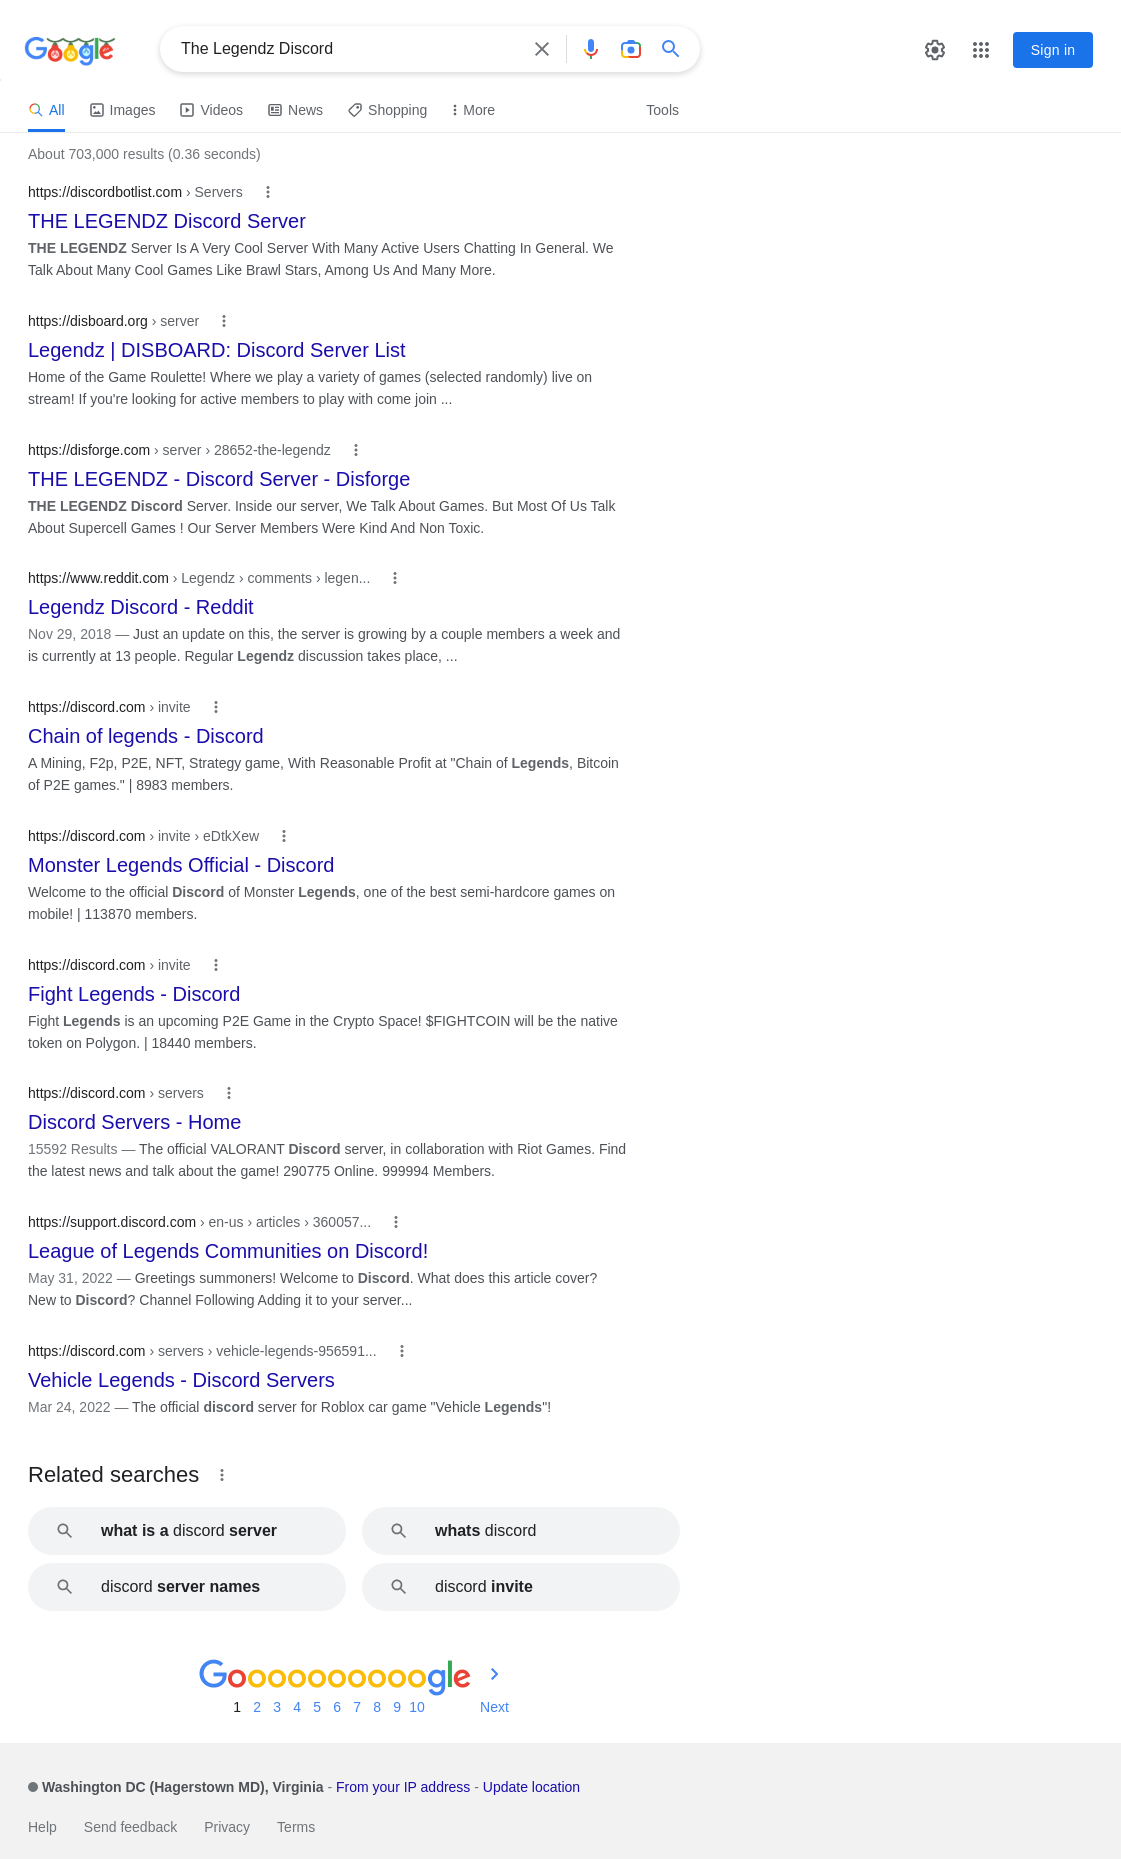 Google
The Legendz Discord
Sign in
All Images Videos News Shopping More Tools
About 703,000 results (0.36 seconds)
https://discordbotlist.com › Servers
THE LEGENDZ Discord Server
THE LEGENDZ Server Is A Very Cool Server With Many Active Users Chatting In General. We
Talk About Many Cool Games Like Brawl Stars, Among Us And Many More.
https://disboard.org › server
Legendz | DISBOARD: Discord Server List
Home of the Game Roulette! Where we play a variety of games (selected randomly) live on
stream! If you're looking for active members to play with come join ...
https://disforge.com › server › 28652-the-legendz
THE LEGENDZ - Discord Server - Disforge
THE LEGENDZ Discord Server. Inside our server, We Talk About Games. But Most Of Us Talk
About Supercell Games ! Our Server Members Were Kind And Non Toxic.
https://www.reddit.com › Legendz › comments › legen...
Legendz Discord - Reddit
Nov 29, 2018 — Just an update on this, the server is growing by a couple members a week and
is currently at 13 people. Regular Legendz discussion takes place, ...
https://discord.com › invite
Chain of legends - Discord
A Mining, F2p, P2E, NFT, Strategy game, With Reasonable Profit at "Chain of Legends, Bitcoin
of P2E games." | 8983 members.
https://discord.com › invite › eDtkXew
Monster Legends Official - Discord
Welcome to the official Discord of Monster Legends, one of the best semi-hardcore games on
mobile! | 113870 members.
https://discord.com › invite
Fight Legends - Discord
Fight Legends is an upcoming P2E Game in the Crypto Space! $FIGHTCOIN will be the native
token on Polygon. | 18440 members.
https://discord.com › servers
Discord Servers - Home
15592 Results — The official VALORANT Discord server, in collaboration with Riot Games. Find
the latest news and talk about the game! 290775 Online. 999994 Members.
https://support.discord.com › en-us › articles › 360057...
League of Legends Communities on Discord!
May 31, 2022 — Greetings summoners! Welcome to Discord. What does this article cover?
New to Discord? Channel Following Adding it to your server...
https://discord.com › servers › vehicle-legends-956591...
Vehicle Legends - Discord Servers
Mar 24, 2022 — The official discord server for Roblox car game "Vehicle Legends"!
Related searches
what is a discord server
whats discord
discord server names
discord invite
Goooooooooogle
1 2 3 4 5 6 7 8 9 10 Next
Washington DC (Hagerstown MD), Virginia - From your IP address - Update location
Help Send feedback Privacy Terms